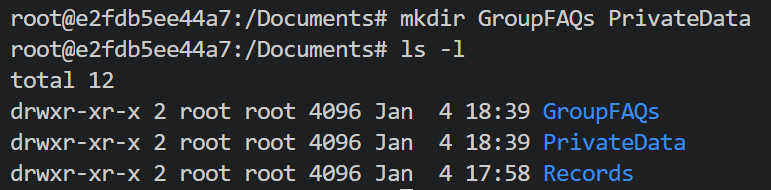 root@e2fdb5ee44a7:/Documents# mkdir GroupFAQs PrivateData
root@e2fdb5ee44a7:/Documents# ls -l
total 12
drwxr-xr-x 2 root root 4096 Jan  4 18:39 GroupFAQs
drwxr-xr-x 2 root root 4096 Jan  4 18:39 PrivateData
drwxr-xr-x 2 root root 4096 Jan  4 17:58 Records